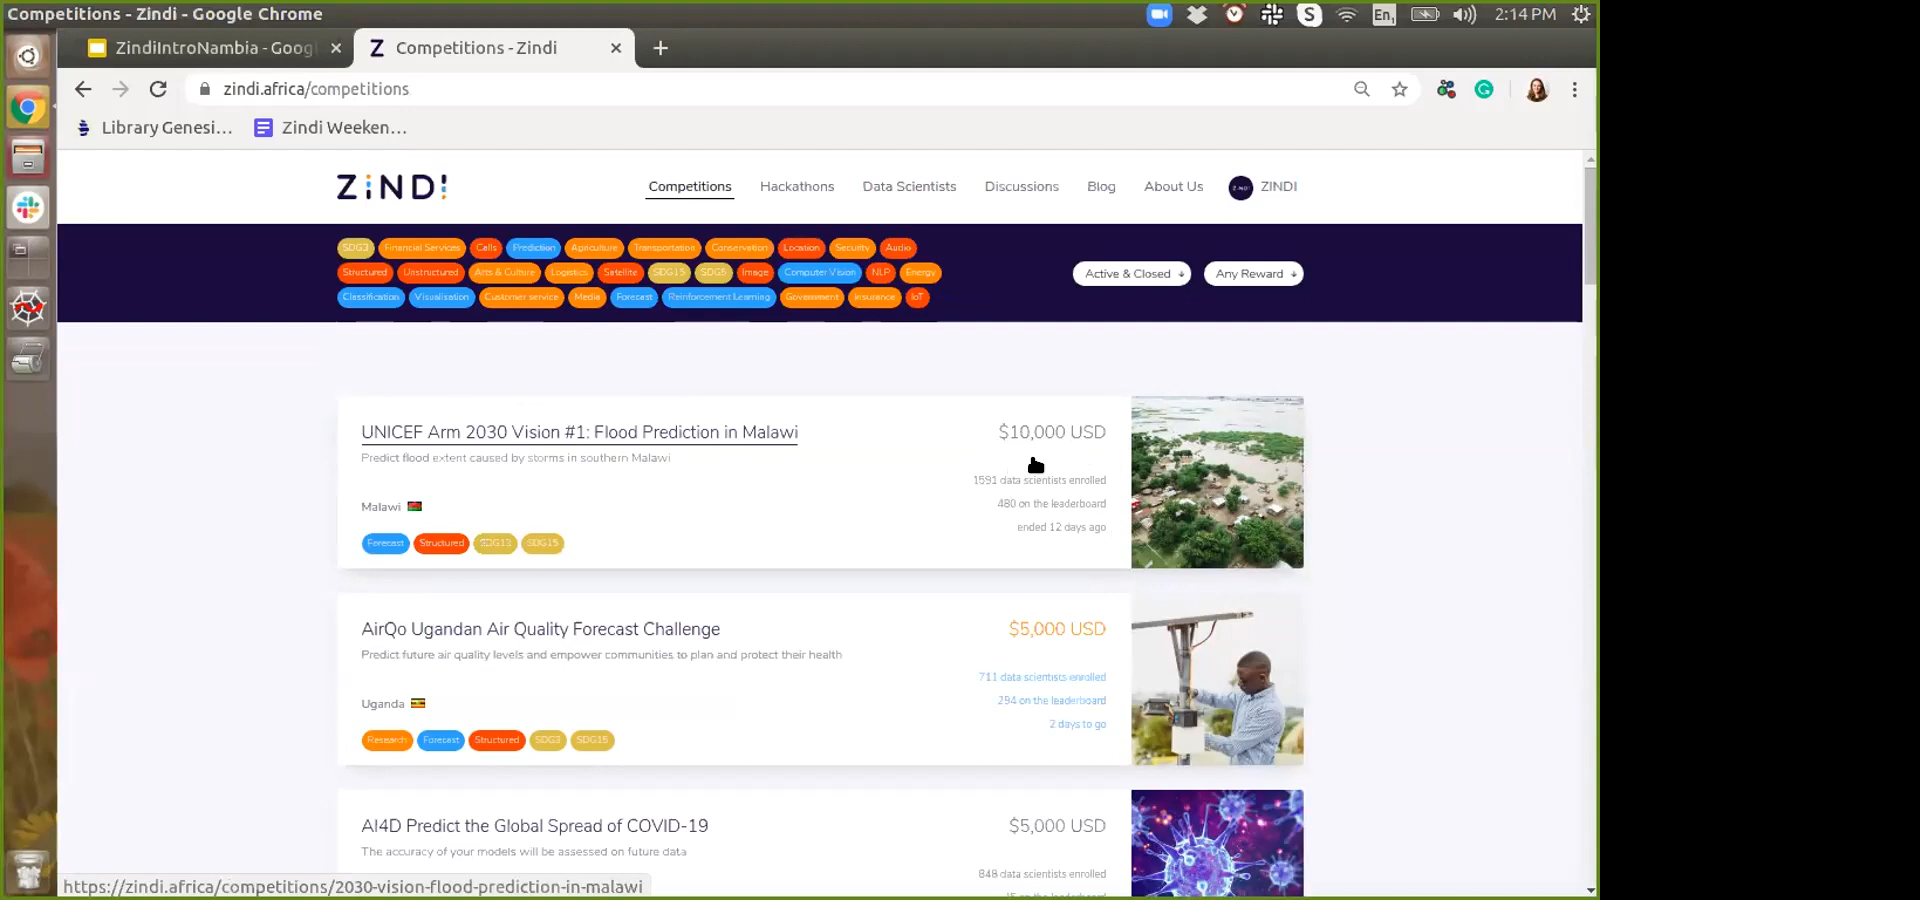 Competitions - Zindi - Google Chrome
S En1 2:14 PM
ZindiIntroNambia - Goog
Z Competitions - Zindi
zindi.africa/competitions
Library Genesi...
Zindi Weeken...
ZiNDi
Competitions Hackathons Data Scientists Discussions Blog About Us ZINDI
SDG3 Financial Services Calls Prediction Agriculture Transportation Conservation Location Security Audio
Structured Unstructured Arts & Culture Logistics Satellite SDG15 SDG5 Image Computer Vision NLP Energy
Classification Visualisation Customer service Media Forecast Reinforcement Learning Government Insurance IoT
Active & Closed
Any Reward
UNICEF Arm 2030 Vision #1: Flood Prediction in Malawi
$10,000 USD
Predict flood extent caused by storms in southern Malawi
1591 data scientists enrolled
480 on the leaderboard
Malawi
ended 12 days ago
Forecast Structured SDG13 SDG15
AirQo Ugandan Air Quality Forecast Challenge
$5,000 USD
Predict future air quality levels and empower communities to plan and protect their health
711 data scientists enrolled
294 on the leaderboard
Uganda
2 days to go
Research Forecast Structured SDG3 SDG15
AI4D Predict the Global Spread of COVID-19
$5,000 USD
The accuracy of your models will be assessed on future data
848 data scientists enrolled
https://zindi.africa/competitions/2030-vision-flood-prediction-in-malawi